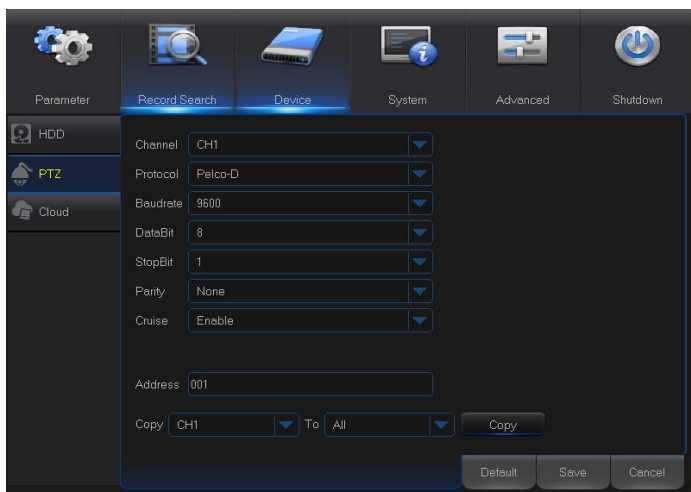 Parameter Record Search Device System Advanced Shutdown
HDD
PTZ
Cloud
Channel CH1
Protocol Pelco-D
Baudrate 9600
DataBit 8
StopBit 1
Parity None
Cruise Enable
Address 001
Copy CH1 To All Copy
Default Save Cancel